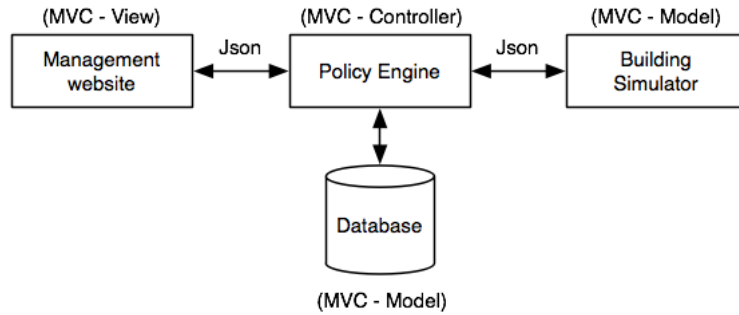 (MVC - View)
(MVC - Controller)
(MVC - Model)
Management
website
Json
Policy Engine
Json
Building
Simulator
Database
(MVC - Model)